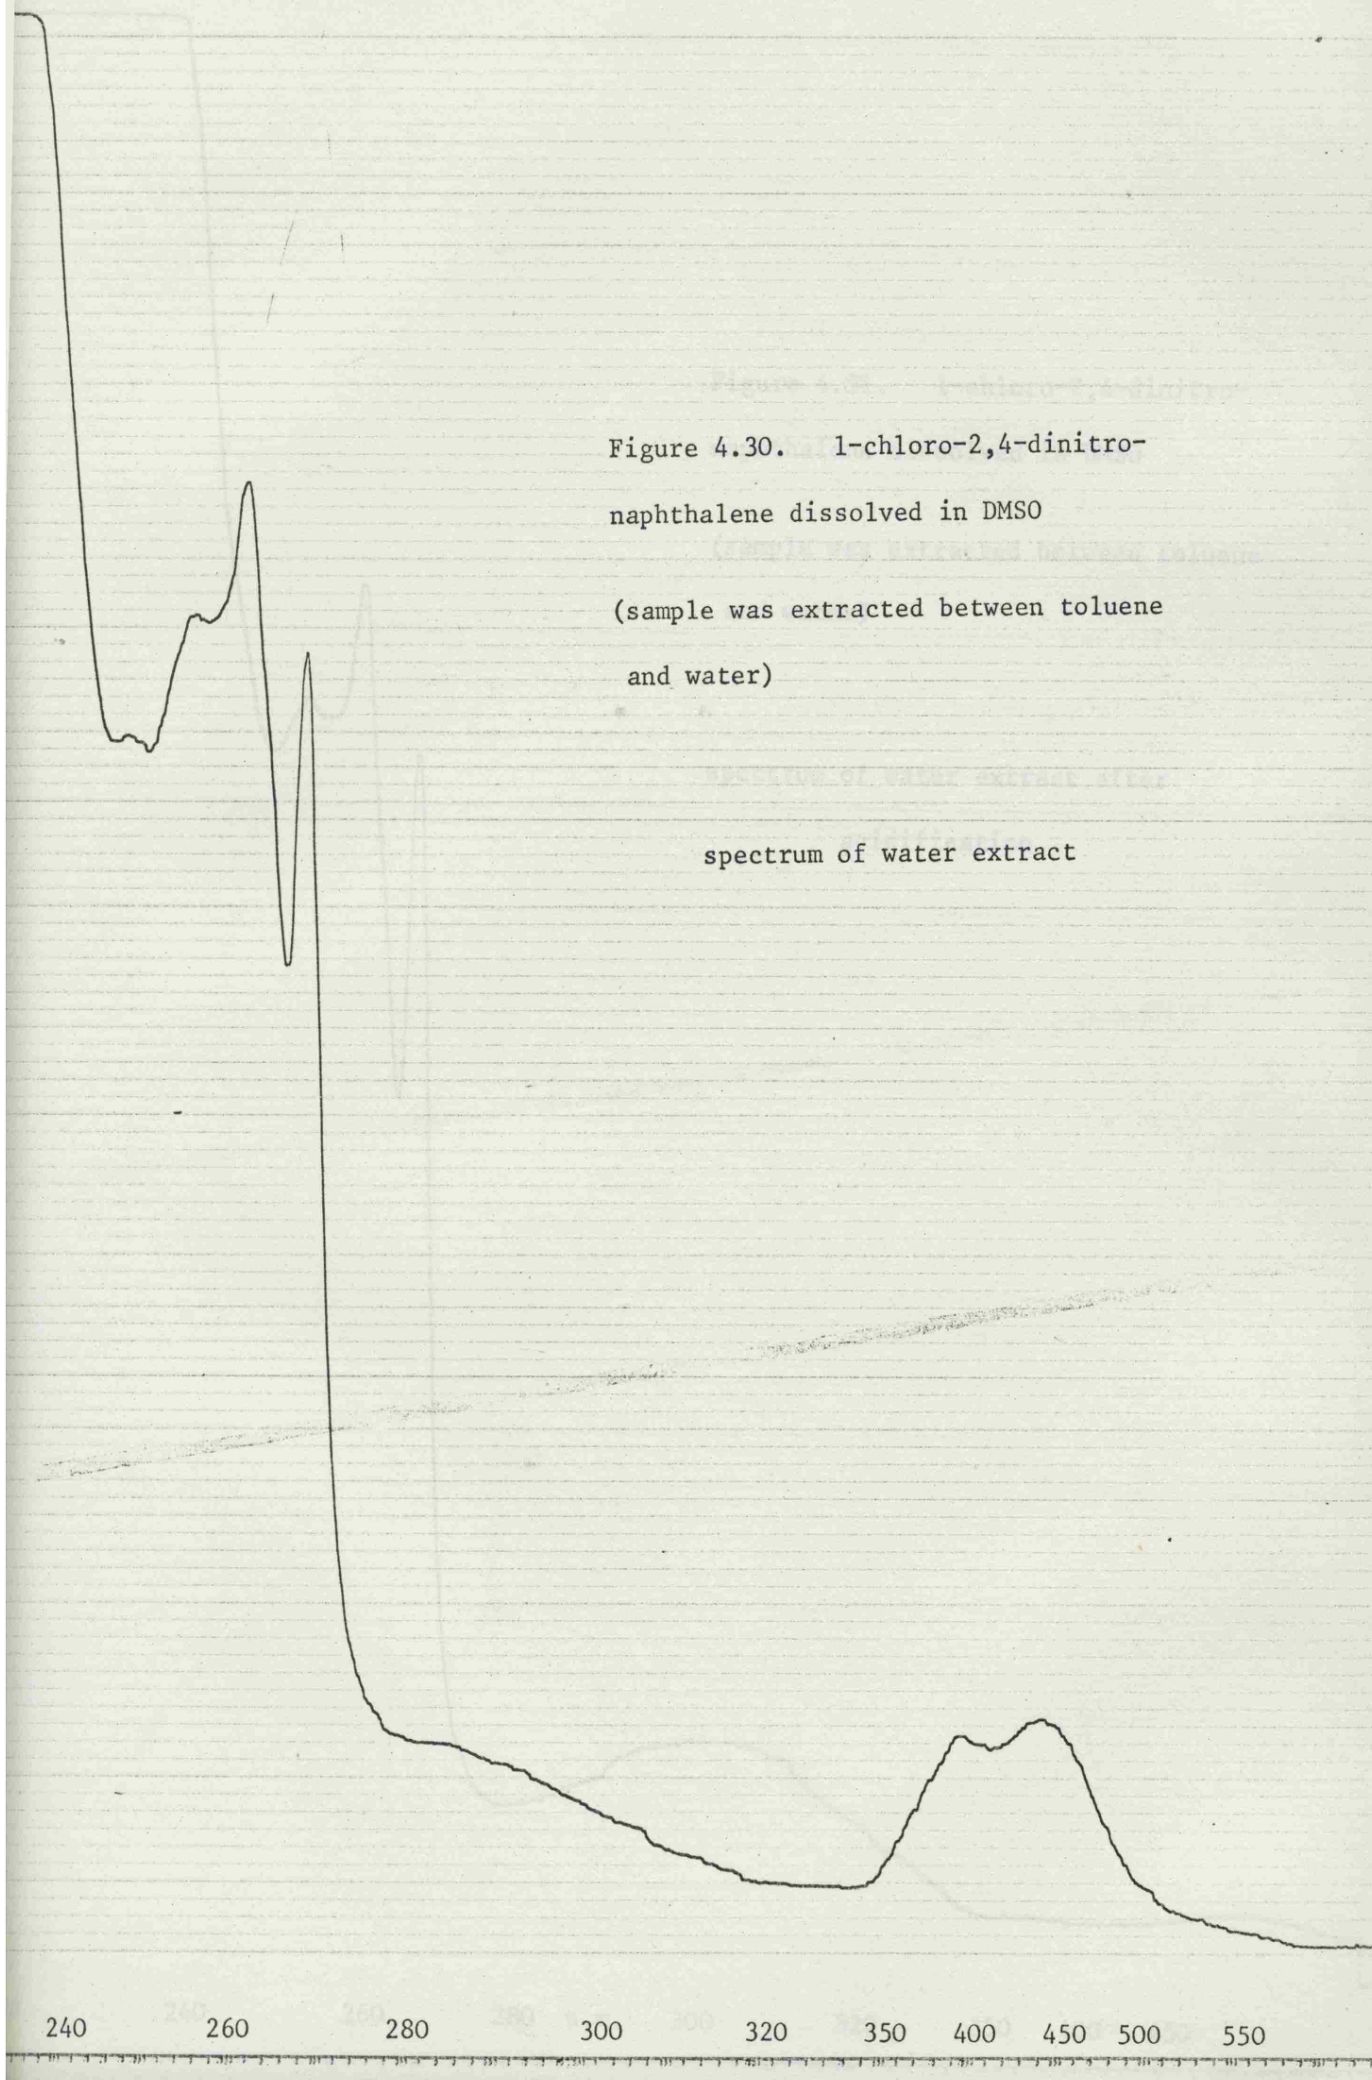 Figure 4.30. 1-chloro-2,4-dinitro-
naphthalene dissolved in DMSO
(sample was extracted between toluene
and water)
spectrum of water extract
240 260 280 300 320 350 400 450 500 550